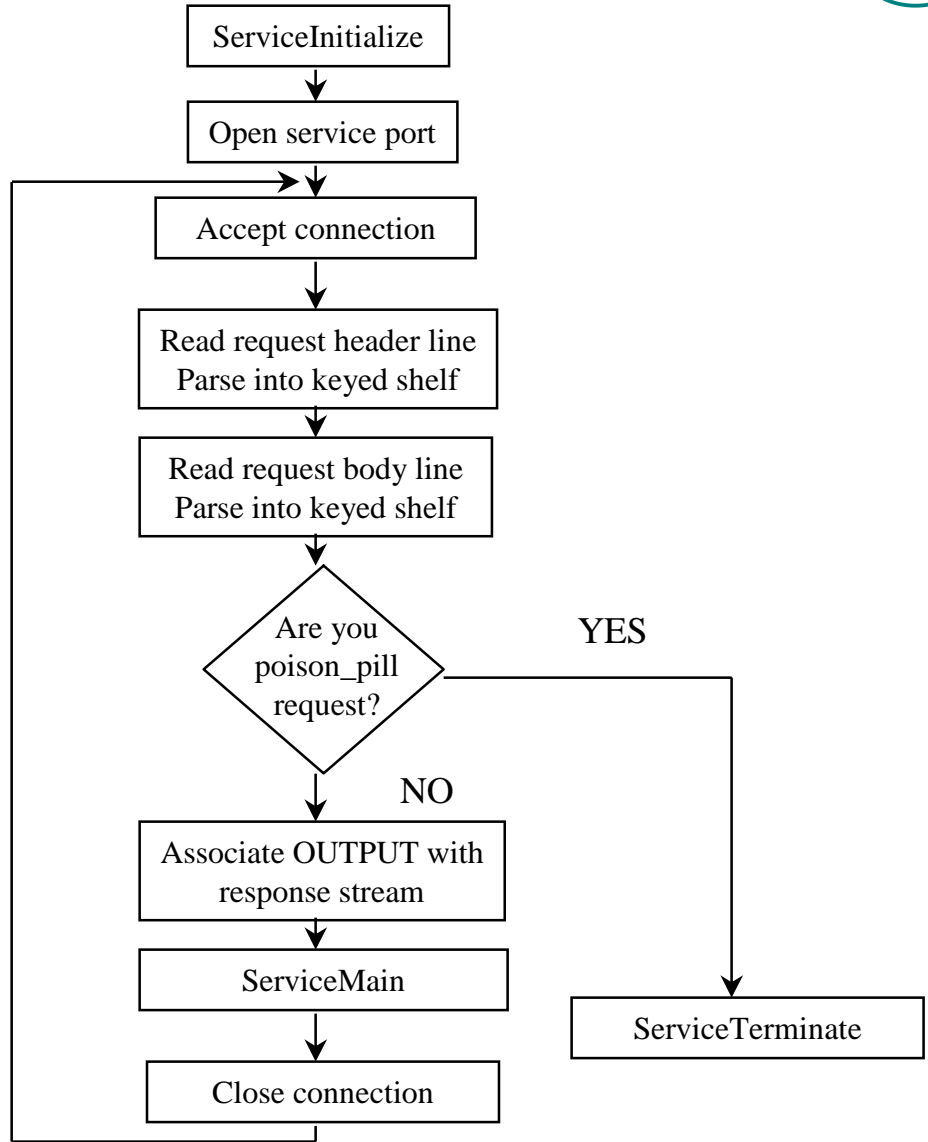 ServiceInitialize
Open service port
Accept connection
Read request header line
Parse into keyed shelf
Read request body line
Parse into keyed shelf
Are you
poison_pill
request?
YES
NO
Associate OUTPUT with
response stream
ServiceMain
ServiceTerminate
Close connection